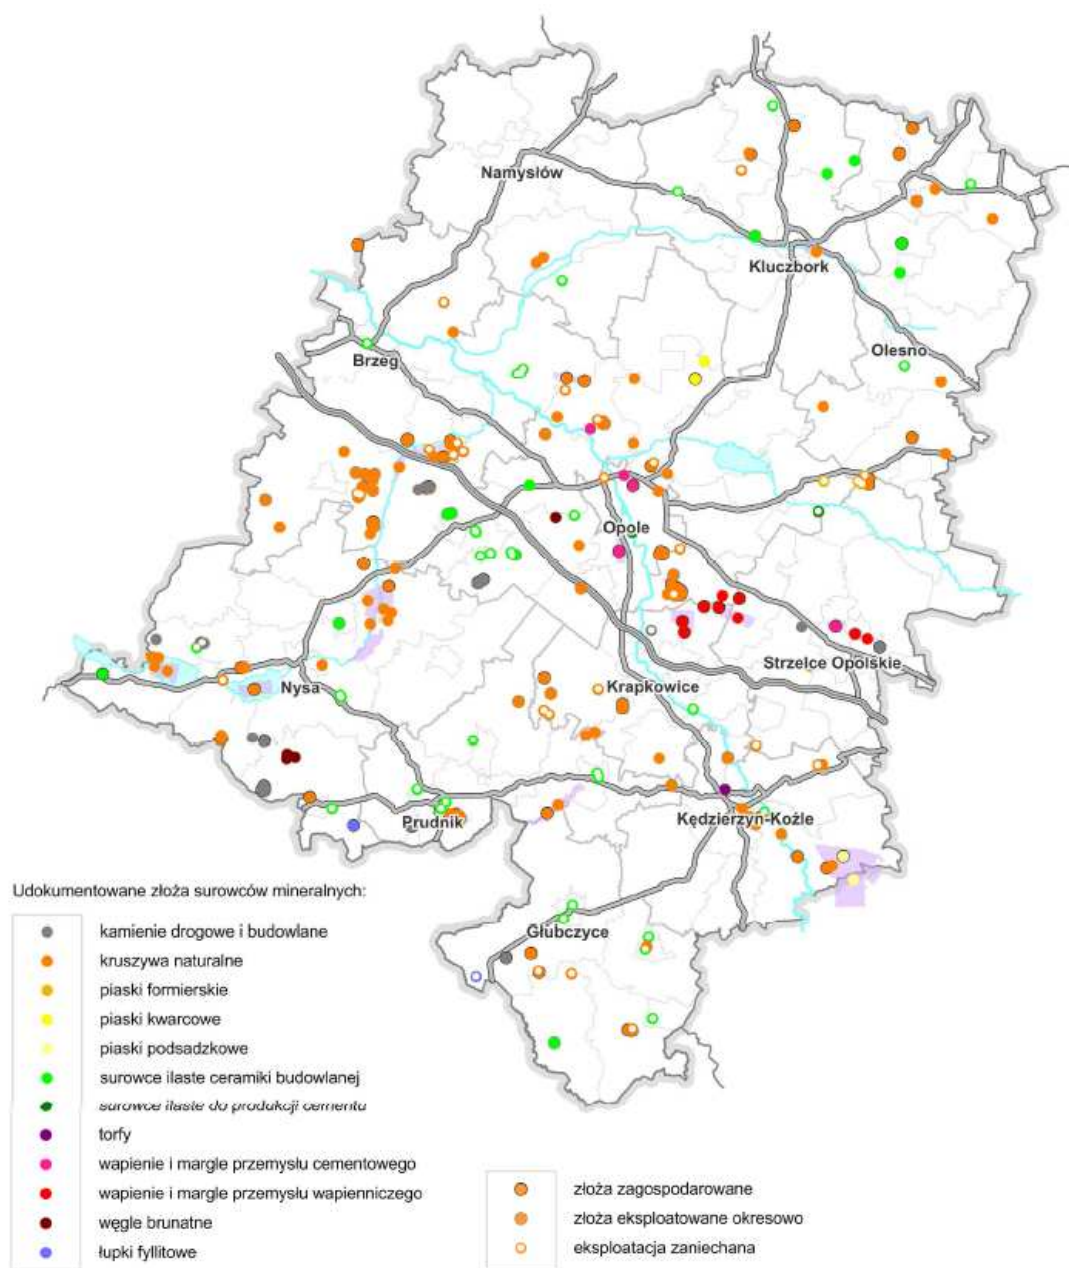 Namysłów
Kluczbork
Brzeg
Olesno
Opole
Strzelce Opolskie
Nysa
Krapkowice
Prudnik
Kędzierzyn-Koźle
Głubczyce
Udokumentowane złoża surowców mineralnych:
kamienie drogowe i budowlane
kruszywa naturalne
piaski formierskie
piaski kwarcowe
piaski podsadzkowe
surowce ilaste ceramiki budowlanej
surowce ilaste do produkcji cementu
torfy
wapienie i margle przemysłu cementowego
wapienie i margle przemysłu wapienniczego
węgle brunatne
łupki fyllitowe
złoża zagospodarowane
złoża eksploatowane okresowo
eksploatacja zaniechana